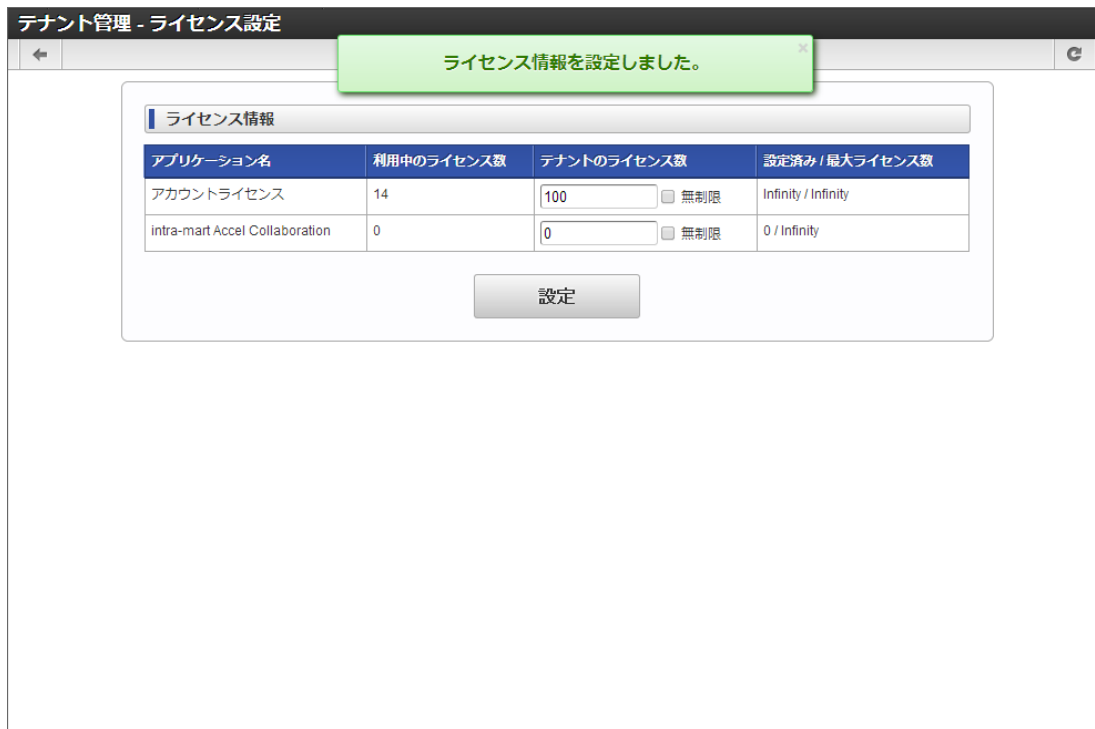 テナント管理 - ライセンス設定
ライセンス情報を設定しました。
ライセンス情報
アプリケーション名 利用中のライセンス数 テナントのライセンス数 設定済み / 最大ライセンス数
アカウントライセンス 14 100 無制限 Infinity / Infinity
intra-mart Accel Collaboration 0 0 無制限 0 / Infinity
設定